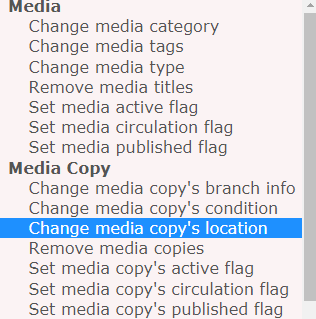 Media
Change media category
Change media tags
Change media type
Remove media titles
Set media active flag
Set media circulation flag
Set media published flag
Media Copy
Change media copy's branch info
Change media copy's condition
Change media copy's location
Remove media copies
Set media copy's active flag
Set media copy's circulation flag
Set media copy's published flag